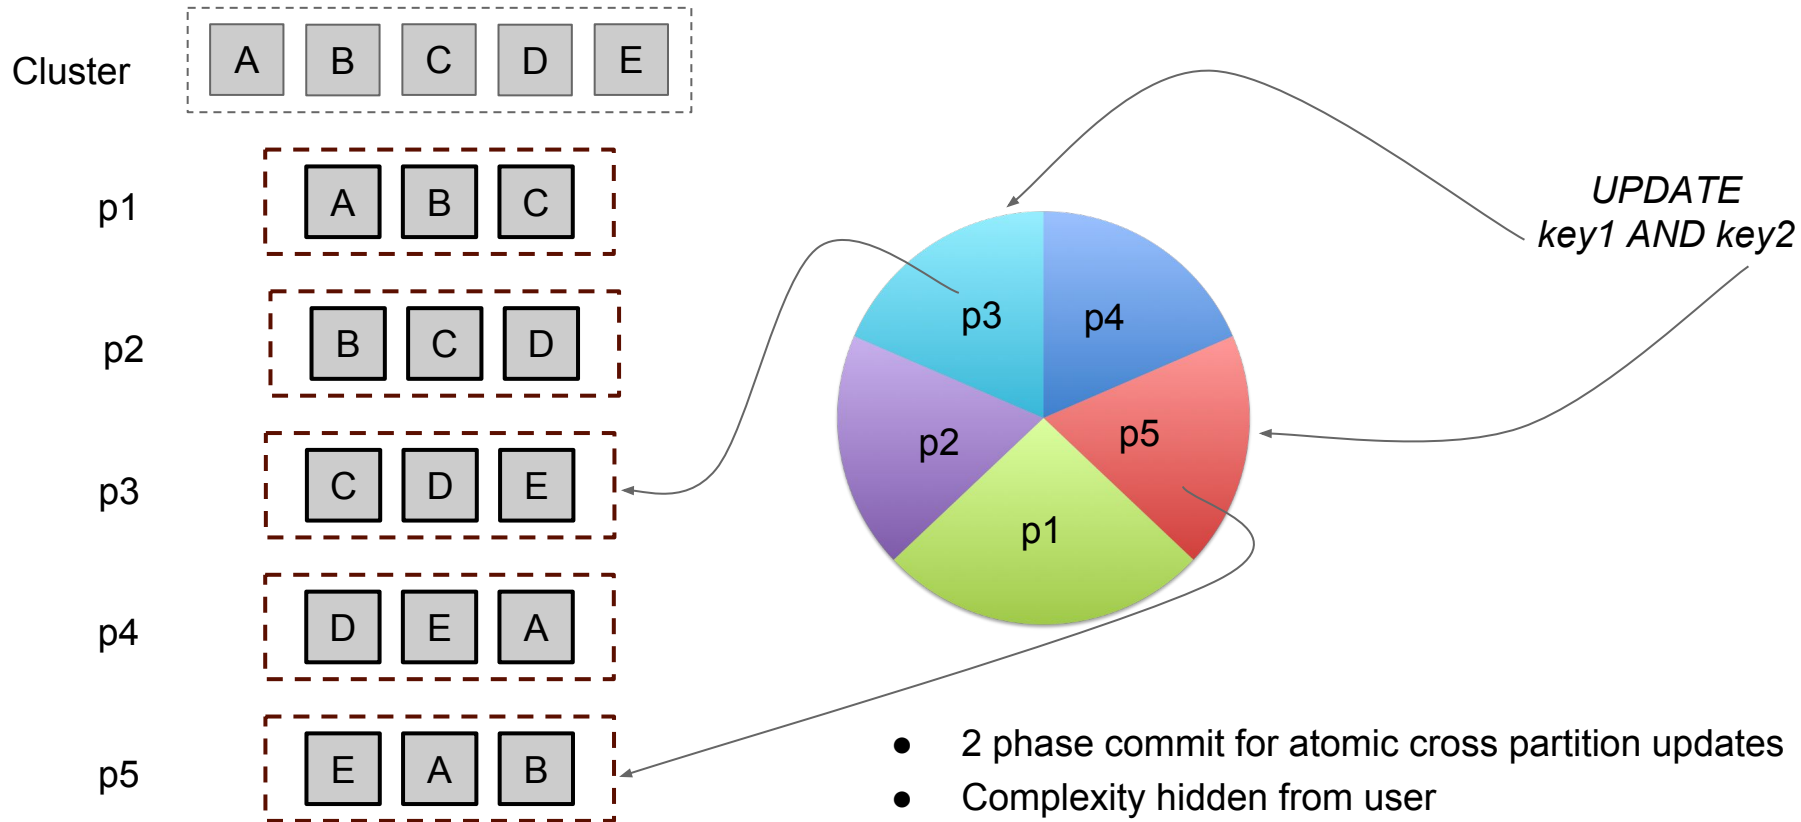 Cluster A B C D E
p1 A B C
p2 B C D
p3 C D E
p4 D E A
p5 E A B
p3 p4
p2 p5
p1
UPDATE
key1 AND key2
● 2 phase commit for atomic cross partition updates
● Complexity hidden from user